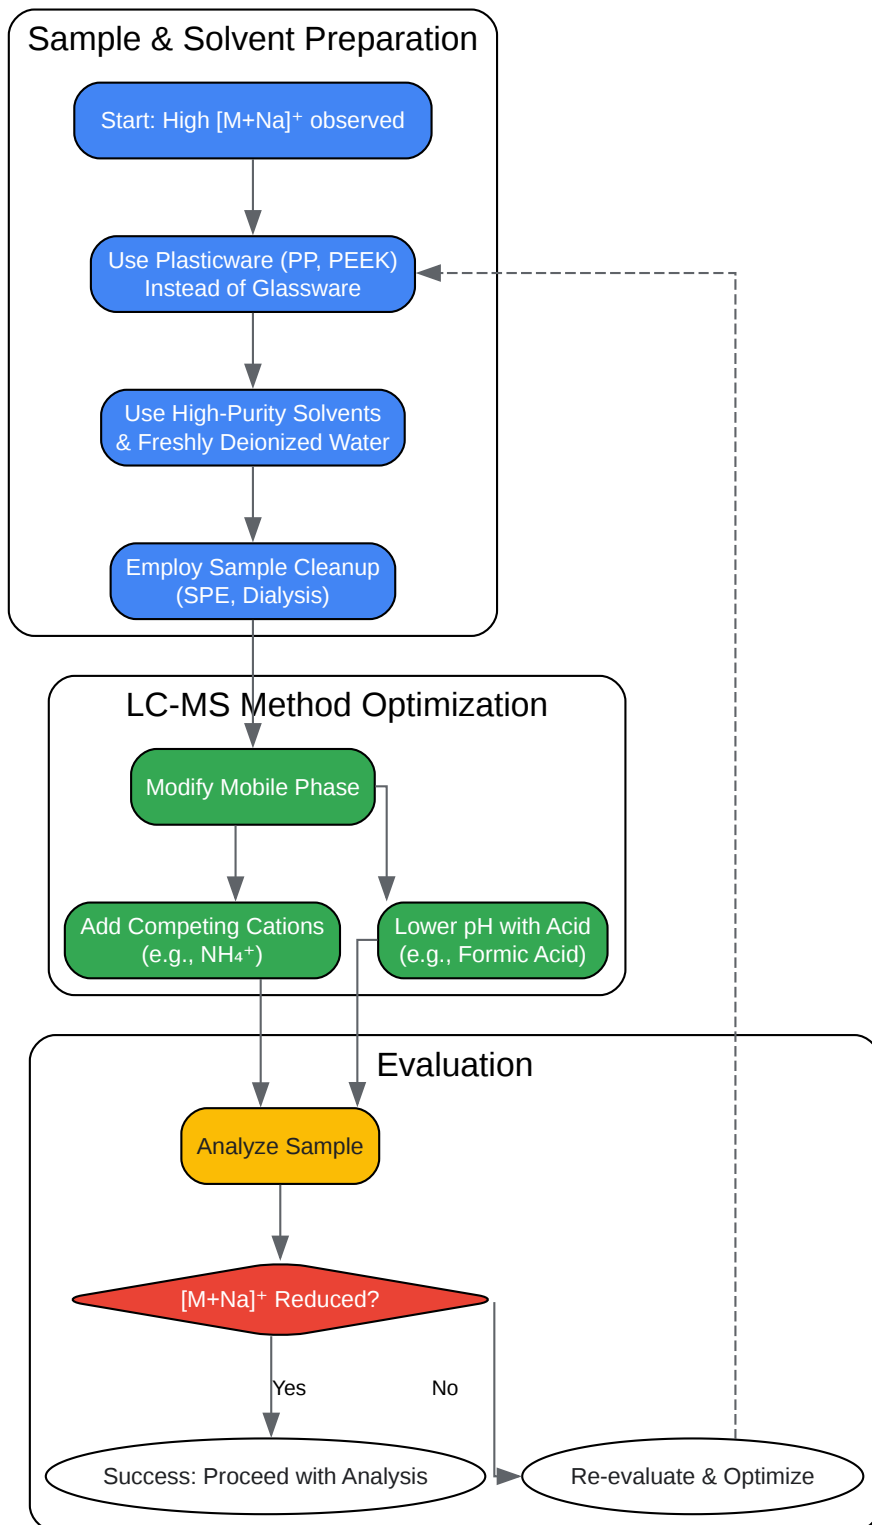 Sample & Solvent Preparation
Start: High [M+Na]⁺ observed
Use Plasticware (PP, PEEK)
Instead of Glassware
Use High-Purity Solvents
& Freshly Deionized Water
Employ Sample Cleanup
(SPE, Dialysis)
LC-MS Method Optimization
Modify Mobile Phase
Add Competing Cations
(e.g., NH₄⁺)
Lower pH with Acid
(e.g., Formic Acid)
Evaluation
Analyze Sample
[M+Na]⁺ Reduced?
Yes
No
Success: Proceed with Analysis
Re-evaluate & Optimize